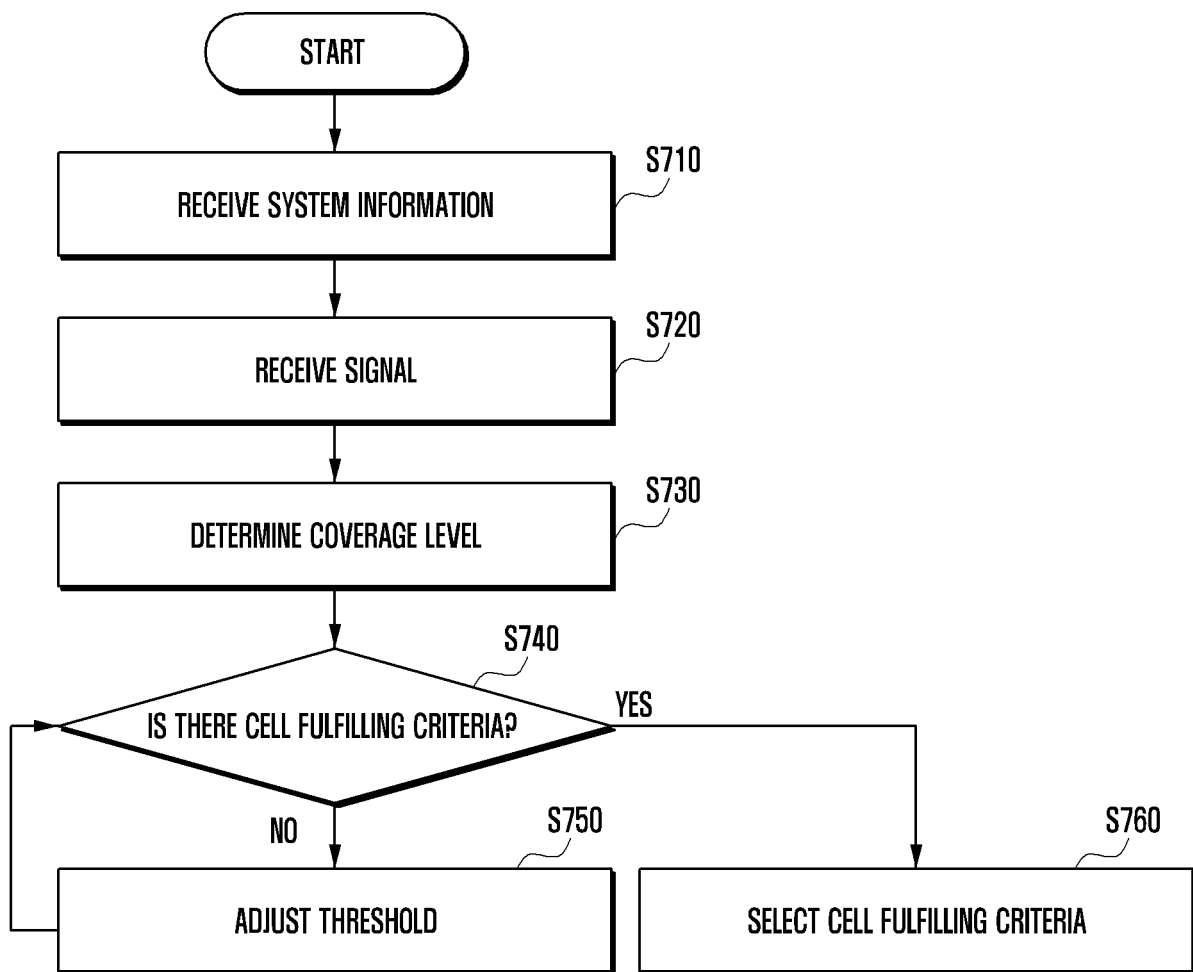 START
S710
RECEIVE SYSTEM INFORMATION
S720
RECEIVE SIGNAL
S730
DETERMINE COVERAGE LEVEL
S740
IS THERE CELL FULFILLING CRITERIA?
YES
NO
S750
ADJUST THRESHOLD
S760
SELECT CELL FULFILLING CRITERIA